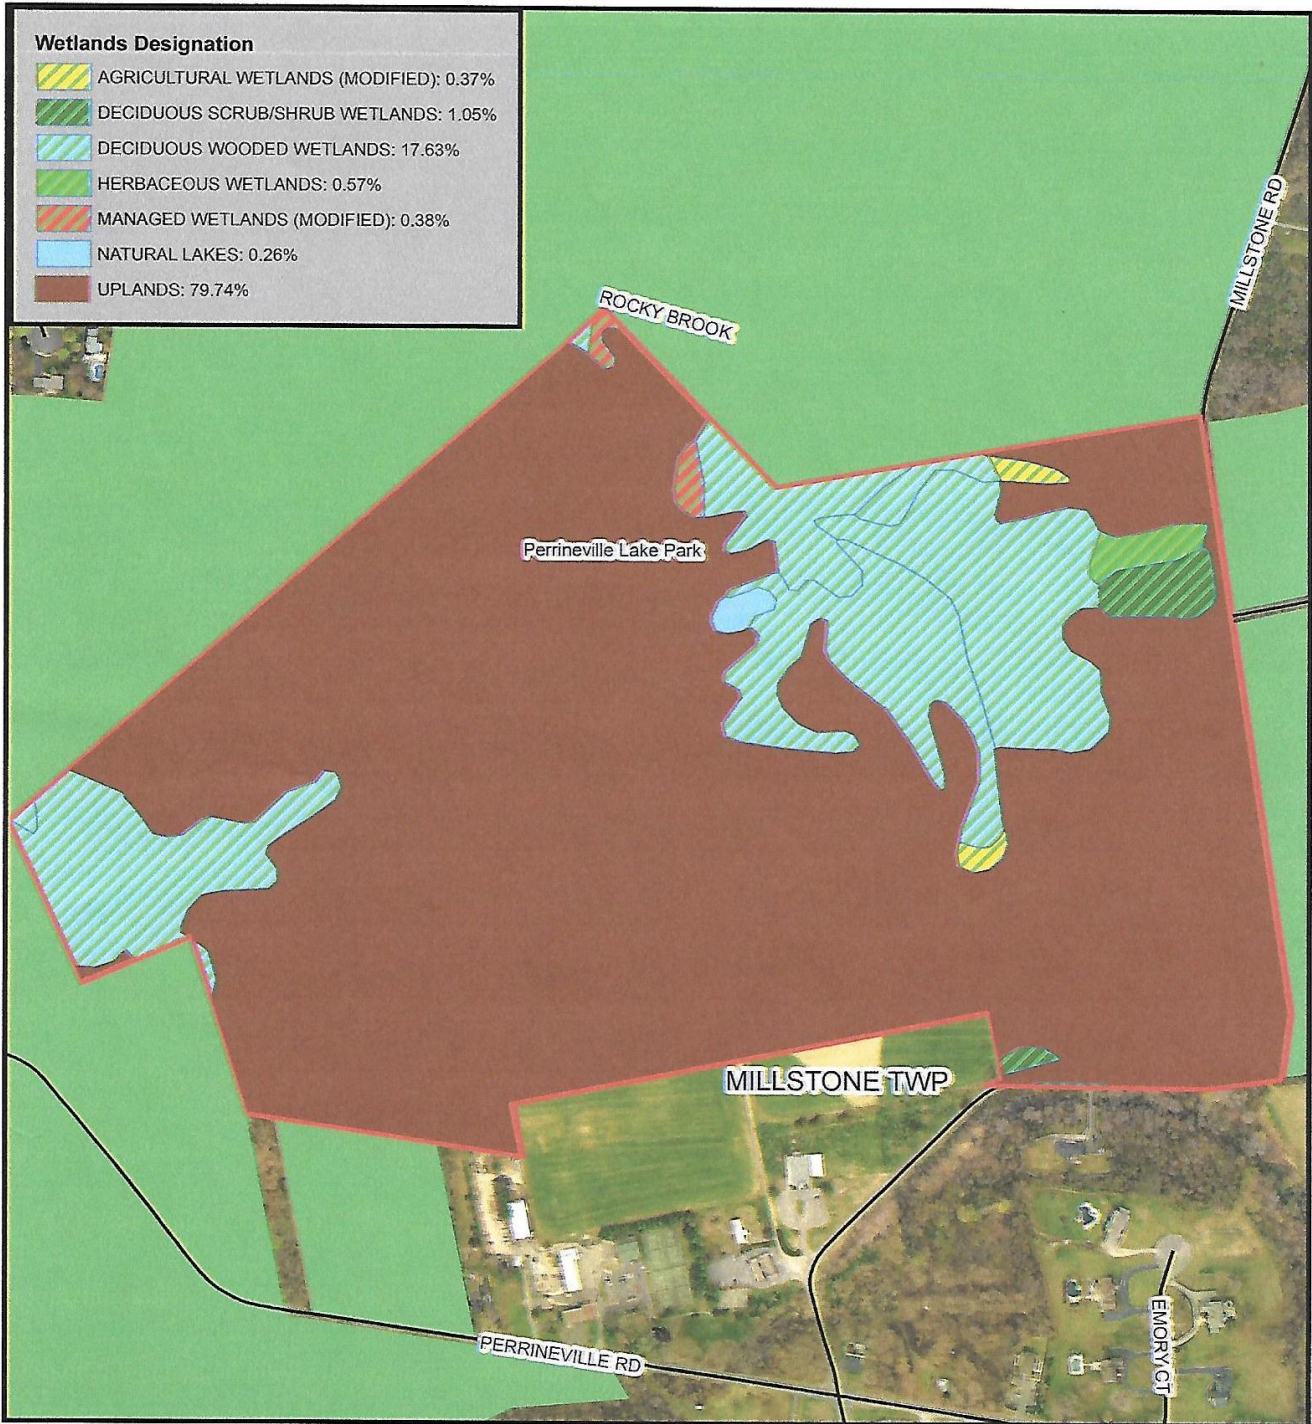 Wetlands Designation
AGRICULTURAL WETLANDS (MODIFIED): 0.37%
DECIDUOUS SCRUB/SHRUB WETLANDS: 1.05%
DECIDUOUS WOODED WETLANDS: 17.63%
HERBACEOUS WETLANDS: 0.57%
MANAGED WETLANDS (MODIFIED): 0.38%
NATURAL LAKES: 0.26%
UPLANDS: 79.74%
MILLSTONE RD
ROCKY BROOK
Perrineville Lake Park
MILLSTONE TWP
PERRINEVILLE RD
EMORY CT